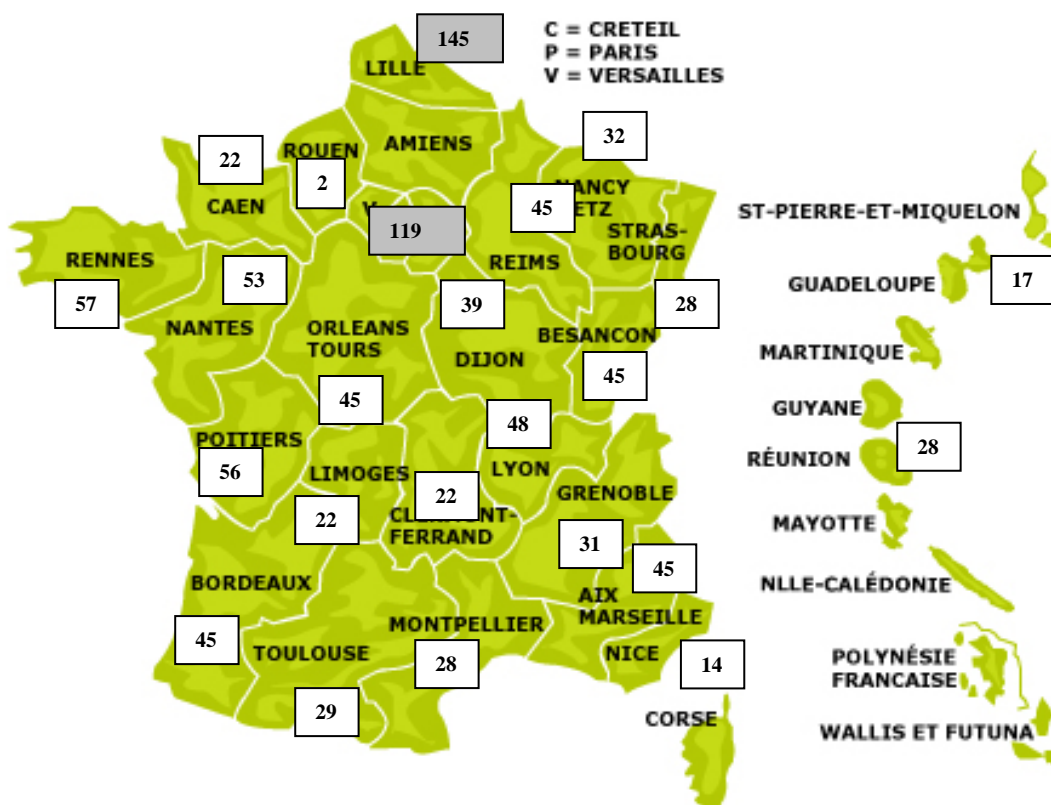 145
C = CRETEIL
P = PARIS
V = VERSAILLES
LILLE
32
22
ROUEN
AMIENS
2
NANCY
ETZ
45
CAEN
V
119
STRAS-
BOURG
ST-PIERRE-ET-MIQUELON
RENNES
REIMS
53
57
39
28
GUADELOUPE
17
NANTES
ORLEANS
TOURS
BESANCON
DIJON
MARTINIQUE
45
45
GUYANE
48
POITIERS
LIMOGES
LYON
RÉUNION
28
56
GRENOBLE
22
22
FERRAND
MAYOTTE
31
45
BORDEAUX
NLLE-CALÉDONIE
AIX
MARSEILLE
MONTPELLIER
45
TOULOUSE
28
NICE
14
POLYNÉSIE
FRANCAISE
29
CORSE
WALLIS ET FUTUNA